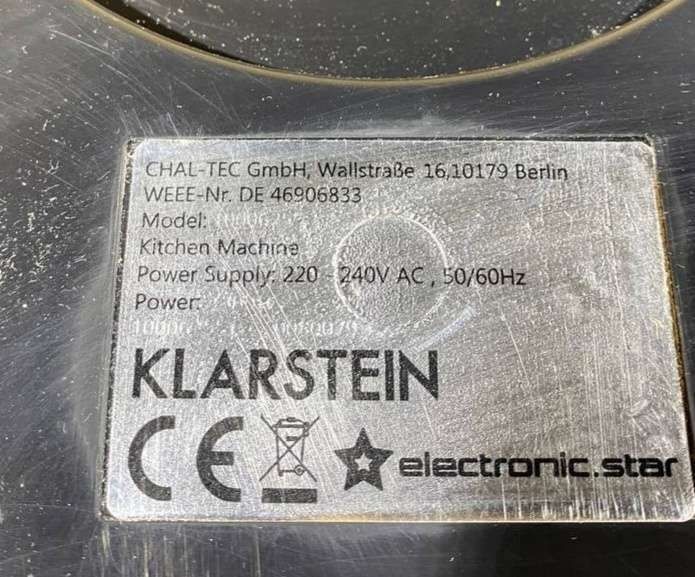 CHAL-TEC GmbH, Wallstraße 16,10179 Berlin
WEEE-Nr. DE 46906833
Model:
Kitchen Machine
Power Supply: 220 - 240V AC , 50/60Hz
Power:
KLARSTEIN
CE
electronic.star